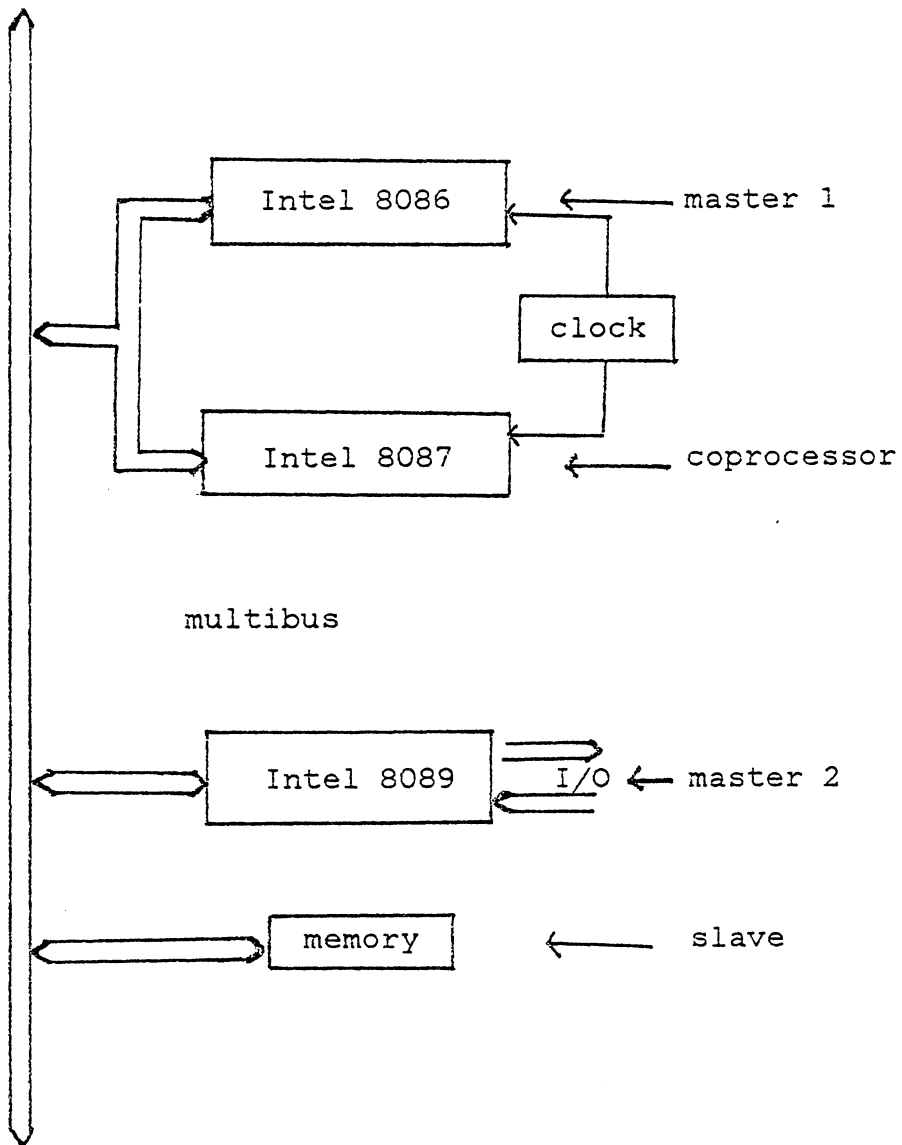 Intel 8086
master 1
clock
Intel 8087
coprocessor
multibus
Intel 8089
I/O
master 2
memory
slave